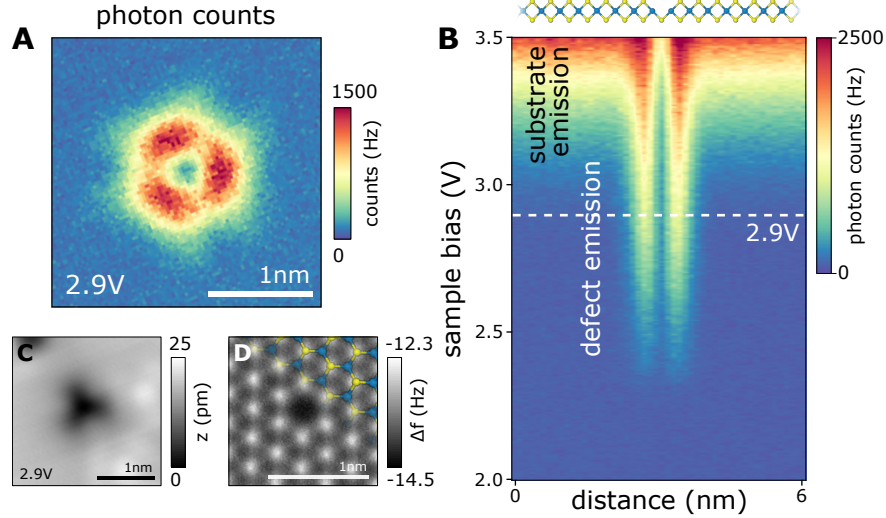 photon counts
A
2.9V
1nm
1500
0
counts (Hz)
B
substrate
emission
defect emission
2.9V
sample bias (V)
3.5
3.0
2.5
2.0
0
6
distance (nm)
2500
0
photon counts (Hz)
C
2.9V
1nm
25
0
z (pm)
D
1nm
-12.3
-14.5
Δf (Hz)